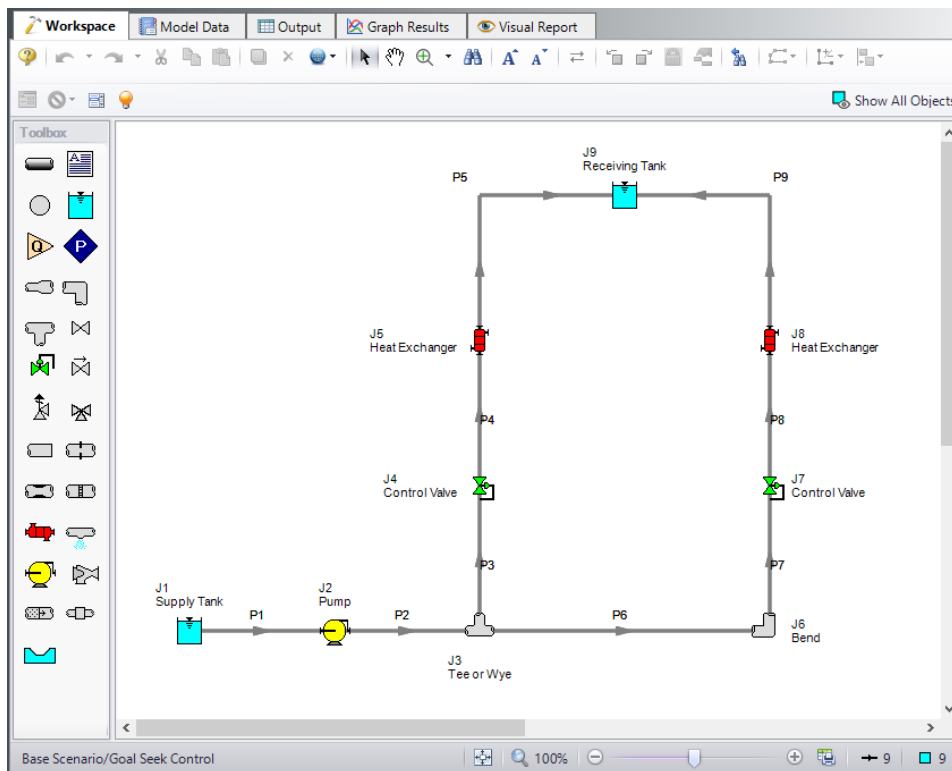 Workspace
Model Data
Output
Graph Results
Visual Report
A
A
Show All Objects
Toolbox
A
Q
P
J9
Receiving Tank
P5
P9
J5
Heat Exchanger
J8
Heat Exchanger
P4
P8
J4
Control Valve
J7
Control Valve
P3
P7
J1
Supply Tank
J2
Pump
P1
P2
P6
J6
Bend
J3
Tee or Wye
Base Scenario/Goal Seek Control
100%
9
9